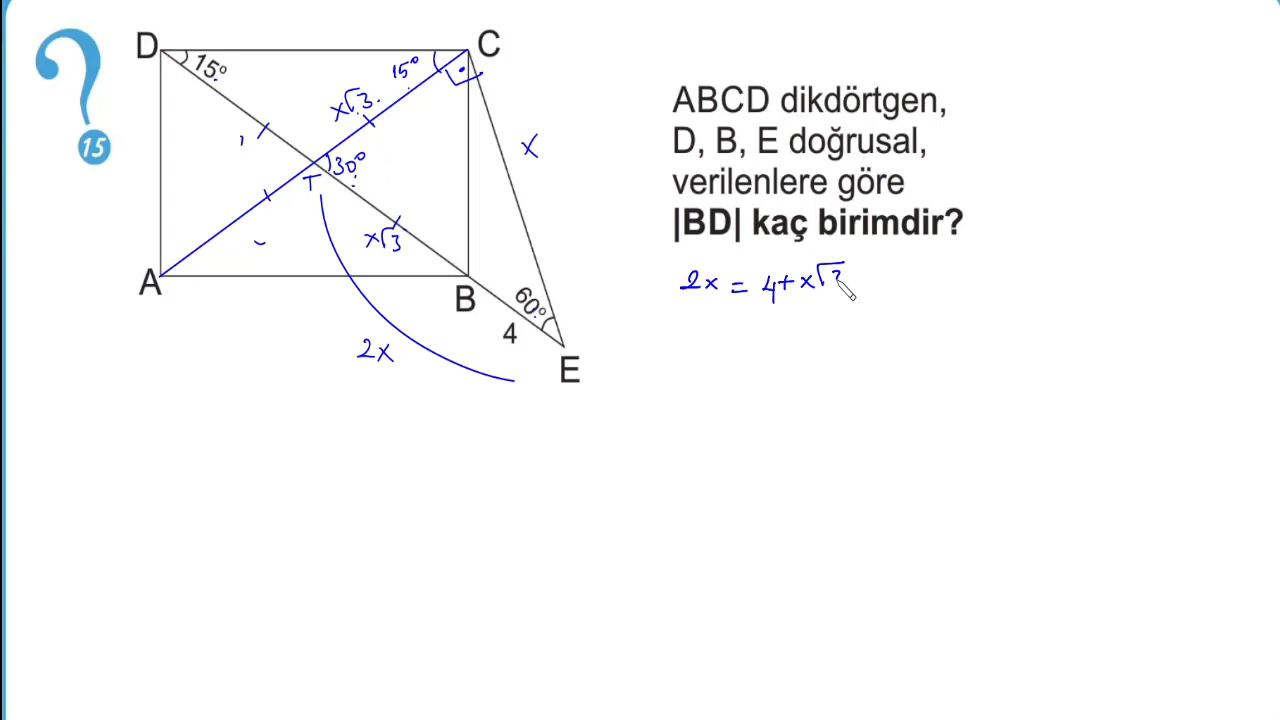 ?
15
D
C
15°
15°
x√3
x
30°
T
x√3
A
B
60°
4
E
2x
ABCD dikdörtgen,
D, B, E doğrusal,
verilenlere göre
|BD| kaç birimdir?
2x = 4+x√3